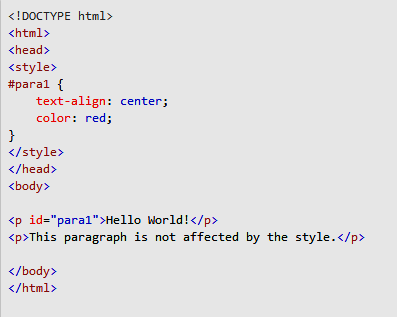 <!DOCTYPE html>
<html>
<head>
<style>
#para1 {
    text-align: center;
    color: red;
}
</style>
</head>
<body>

<p id="para1">Hello World!</p>
<p>This paragraph is not affected by the style.</p>

</body>
</html>